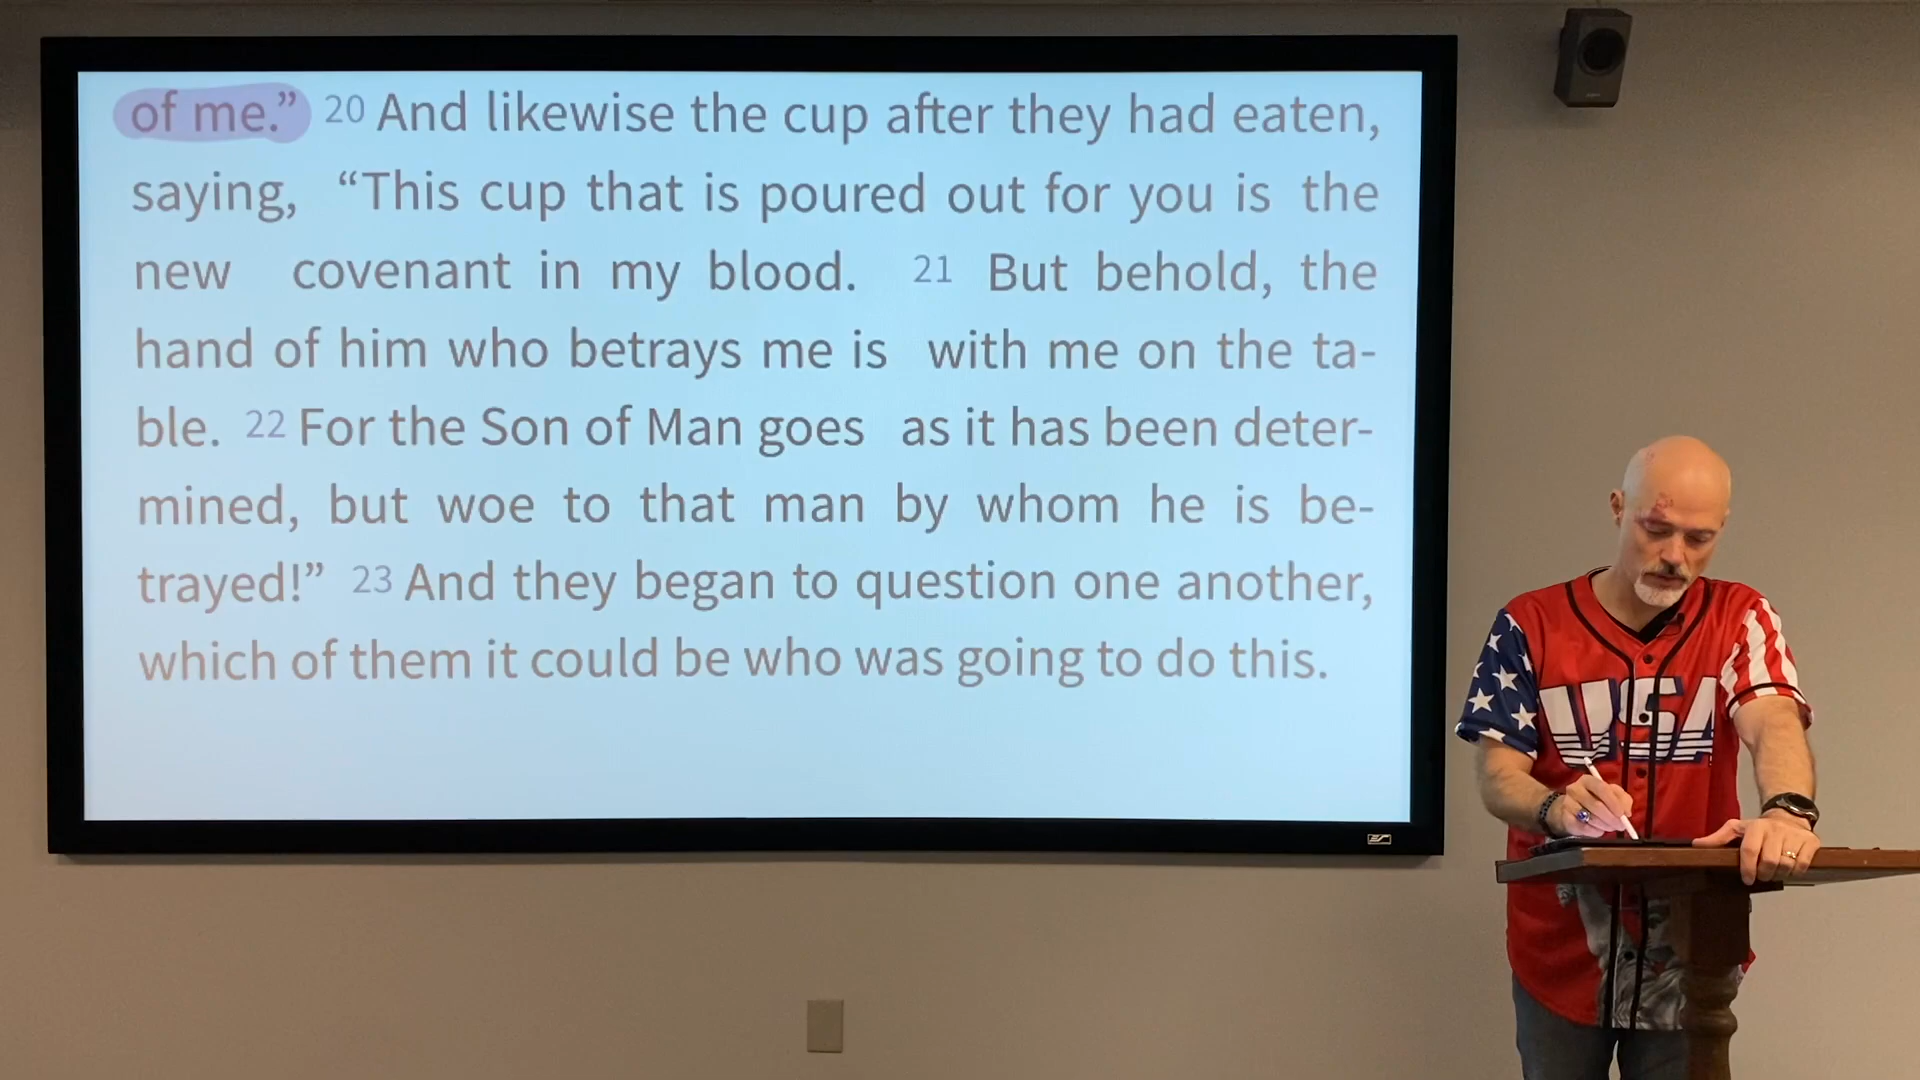 of me.” 20 And likewise the cup after they had eaten,
saying, “This cup that is poured out for you is the
new covenant in my blood. 21 But behold, the
hand of him who betrays me is with me on the ta-
ble. 22 For the Son of Man goes as it has been deter-
mined, but woe to that man by whom he is be-
trayed!” 23 And they began to question one another,
which of them it could be who was going to do this.
USA